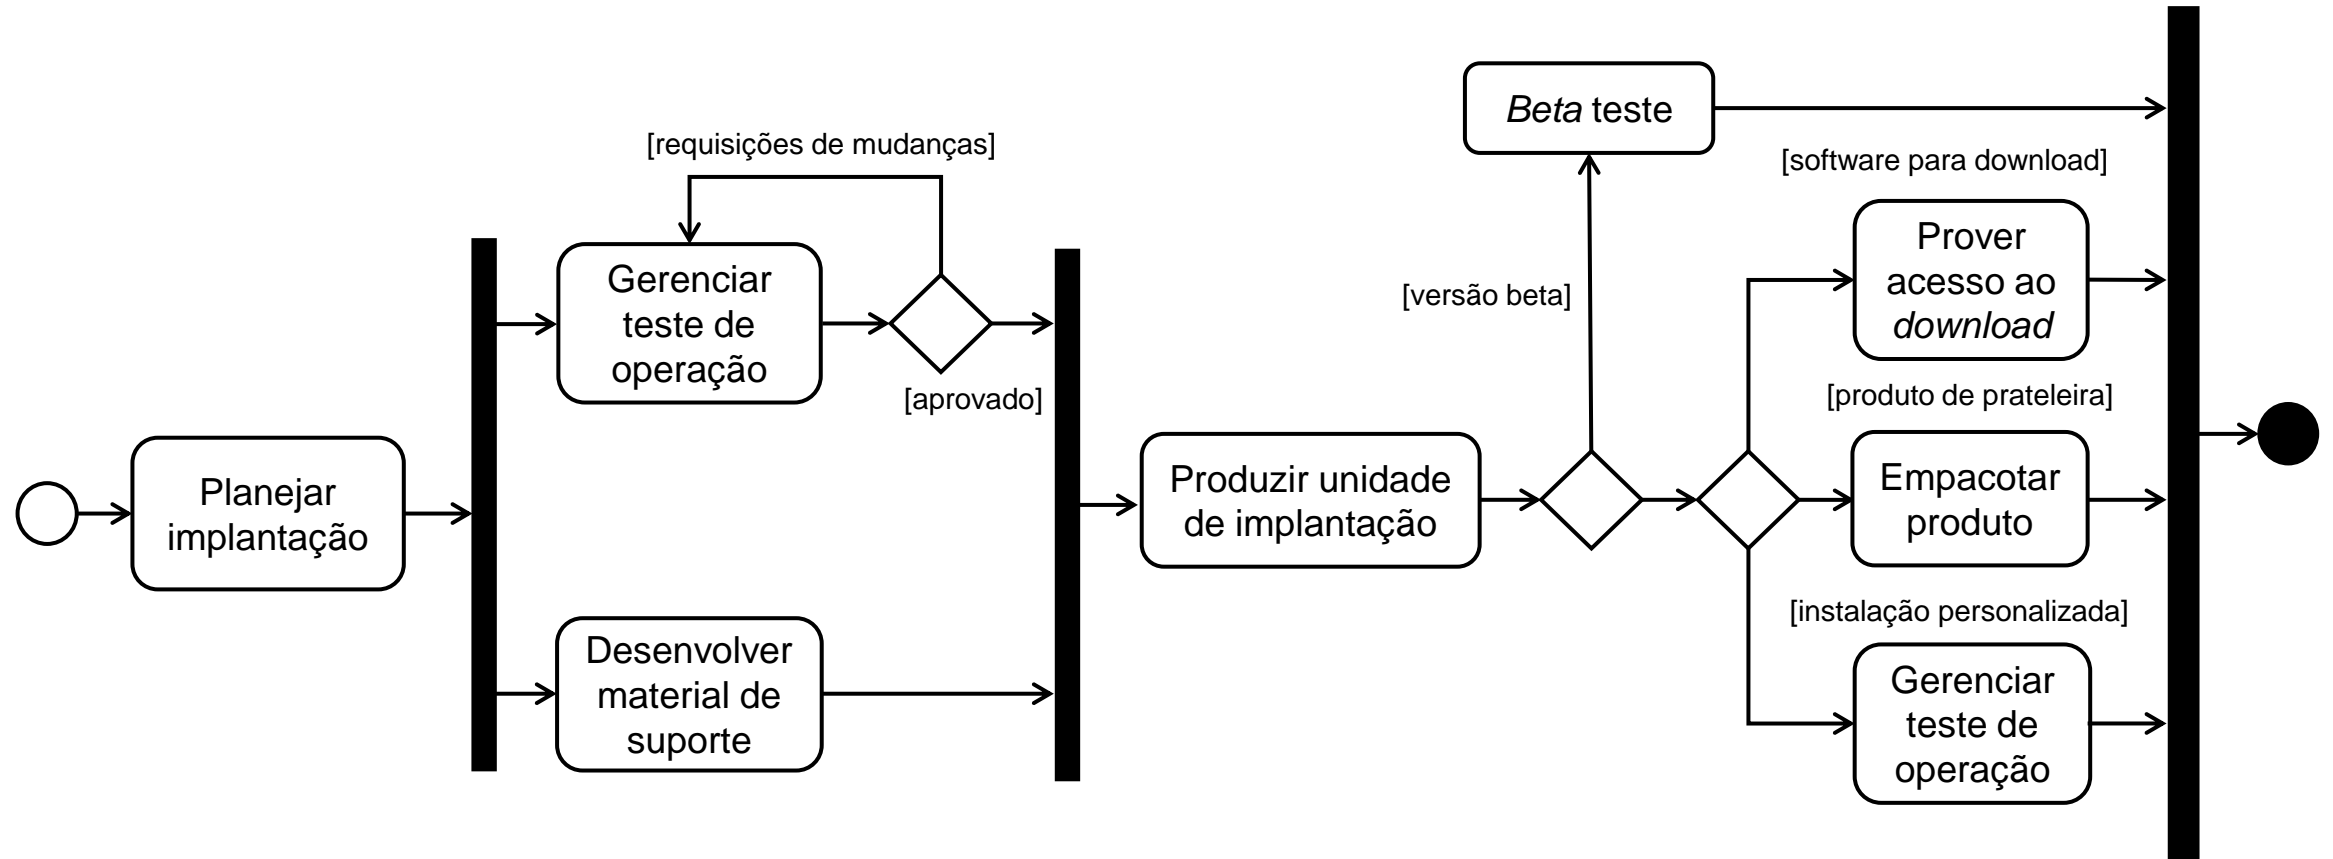 [requisições de mudanças]
Gerenciar
teste de
operação
[aprovado]
Planejar
implantação
Desenvolver
material de
suporte
Produzir unidade
de implantação
[versão beta]
Beta teste
[software para download]
Prover
acesso ao
download
[produto de prateleira]
Empacotar
produto
[instalação personalizada]
Gerenciar
teste de
operação